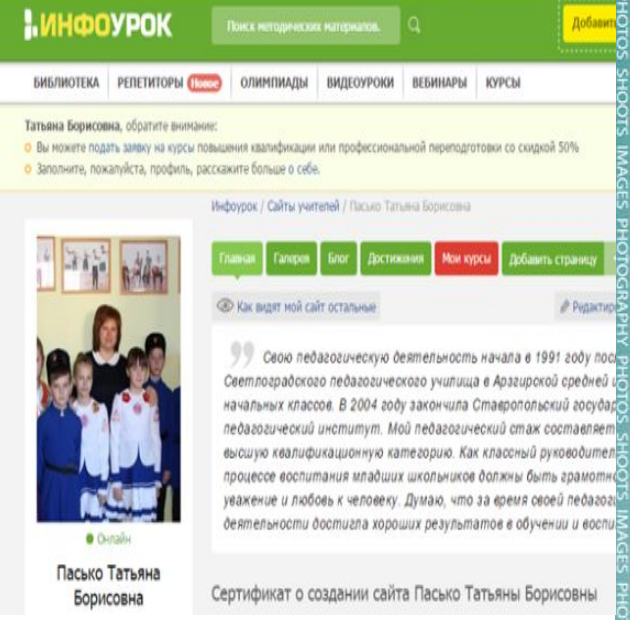 ИНФОУРОК
Поиск методических материалов.
Добавить
БИБЛИОТЕКА РЕПЕТИТОРЫ Новое ОЛИМПИАДЫ ВИДЕОУРОКИ ВЕБИНАРЫ КУРСЫ
Татьяна Борисовна, обратите внимание:
Вы можете подать заявку на курсы повышения квалификации или профессиональной переподготовки со скидкой 50%
Заполните, пожалуйста, профиль, расскажите больше о себе.
Инфоурок / Сайты учителей / Пасько Татьяна Борисовна
Главная Галерея Блог Достижения Мои курсы Добавить страницу
Как видят мой сайт остальные Редактир
Свою педагогическую деятельность начала в 1991 году пос
Светлоградского педагогического училища в Арзгирской средней
начальных классов. В 2004 году закончила Ставропольский государ
педагогический институт. Мой педагогический стаж составляет
высшую квалификационную категорию. Как классный руководител
процессе воспитания младших школьников должны быть грамотно
уважение и любовь к человеку. Думаю, что за время своей педагог
деятельности достигла хороших результатов в обучении и воспи
Онлайн
Пасько Татьяна
Борисовна
Сертификат о создании сайта Пасько Татьяны Борисовны
HOTOS SHOOTS IMAGES PHOTOGRAPHY PHOTOS SHOOTS IMAGES PHO